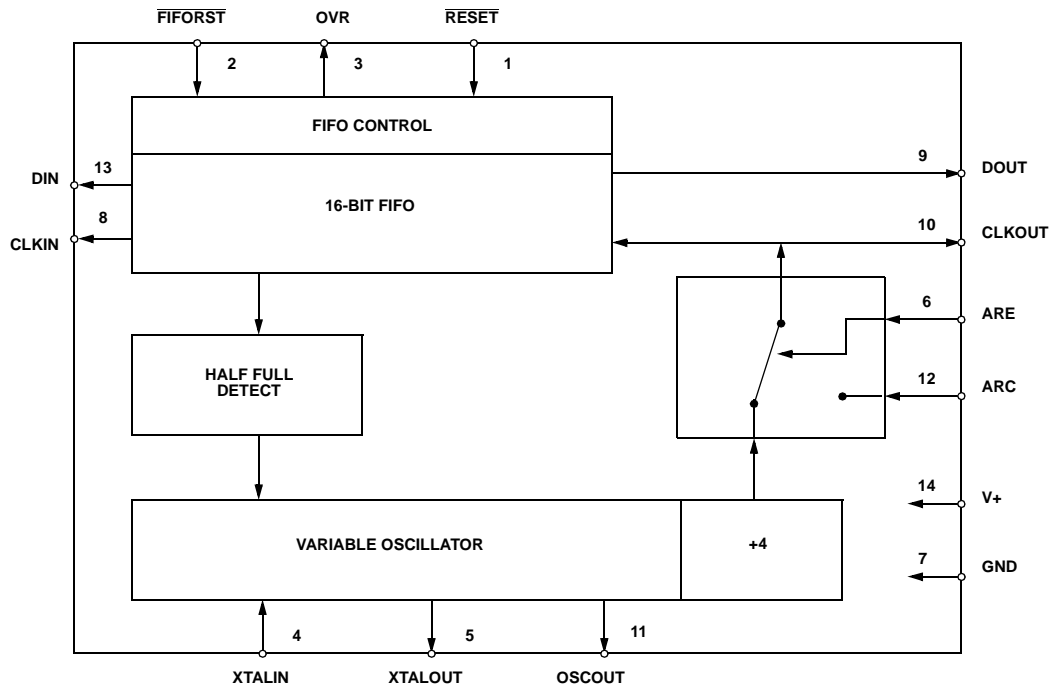 FIFORST OVR RESET
2 3 1
FIFO CONTROL
13 9
DIN DOUT
16-BIT FIFO
8 10
CLKIN CLKOUT
6
ARE
HALF FULL
DETECT
12
ARC
14
V+
VARIABLE OSCILLATOR +4
7
GND
4 5 11
XTALIN XTALOUT OSCOUT